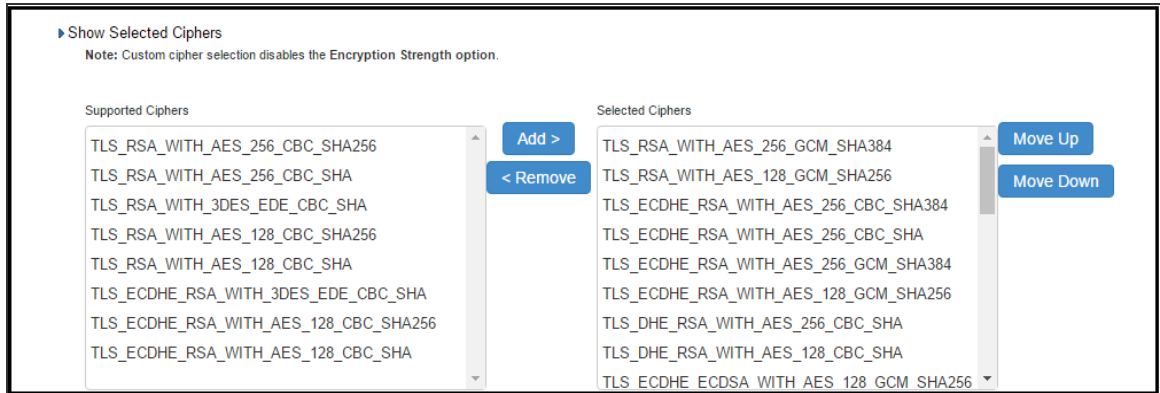 Show Selected Ciphers
Note: Custom cipher selection disables the Encryption Strength option.
Supported Ciphers
TLS_RSA_WITH_AES_256_CBC_SHA256
TLS_RSA_WITH_AES_256_CBC_SHA
TLS_RSA_WITH_3DES_EDE_CBC_SHA
TLS_RSA_WITH_AES_128_CBC_SHA256
TLS_RSA_WITH_AES_128_CBC_SHA
TLS_ECDHE_RSA_WITH_3DES_EDE_CBC_SHA
TLS_ECDHE_RSA_WITH_AES_128_CBC_SHA256
TLS_ECDHE_RSA_WITH_AES_128_CBC_SHA
Add >
< Remove
Selected Ciphers
TLS_RSA_WITH_AES_256_GCM_SHA384
TLS_RSA_WITH_AES_128_GCM_SHA256
TLS_ECDHE_RSA_WITH_AES_256_CBC_SHA384
TLS_ECDHE_RSA_WITH_AES_256_CBC_SHA
TLS_ECDHE_RSA_WITH_AES_256_GCM_SHA384
TLS_ECDHE_RSA_WITH_AES_128_GCM_SHA256
TLS_DHE_RSA_WITH_AES_256_CBC_SHA
TLS_DHE_RSA_WITH_AES_128_CBC_SHA
TLS_ECDHE_ECDSA_WITH_AES_128_GCM_SHA256
Move Up
Move Down